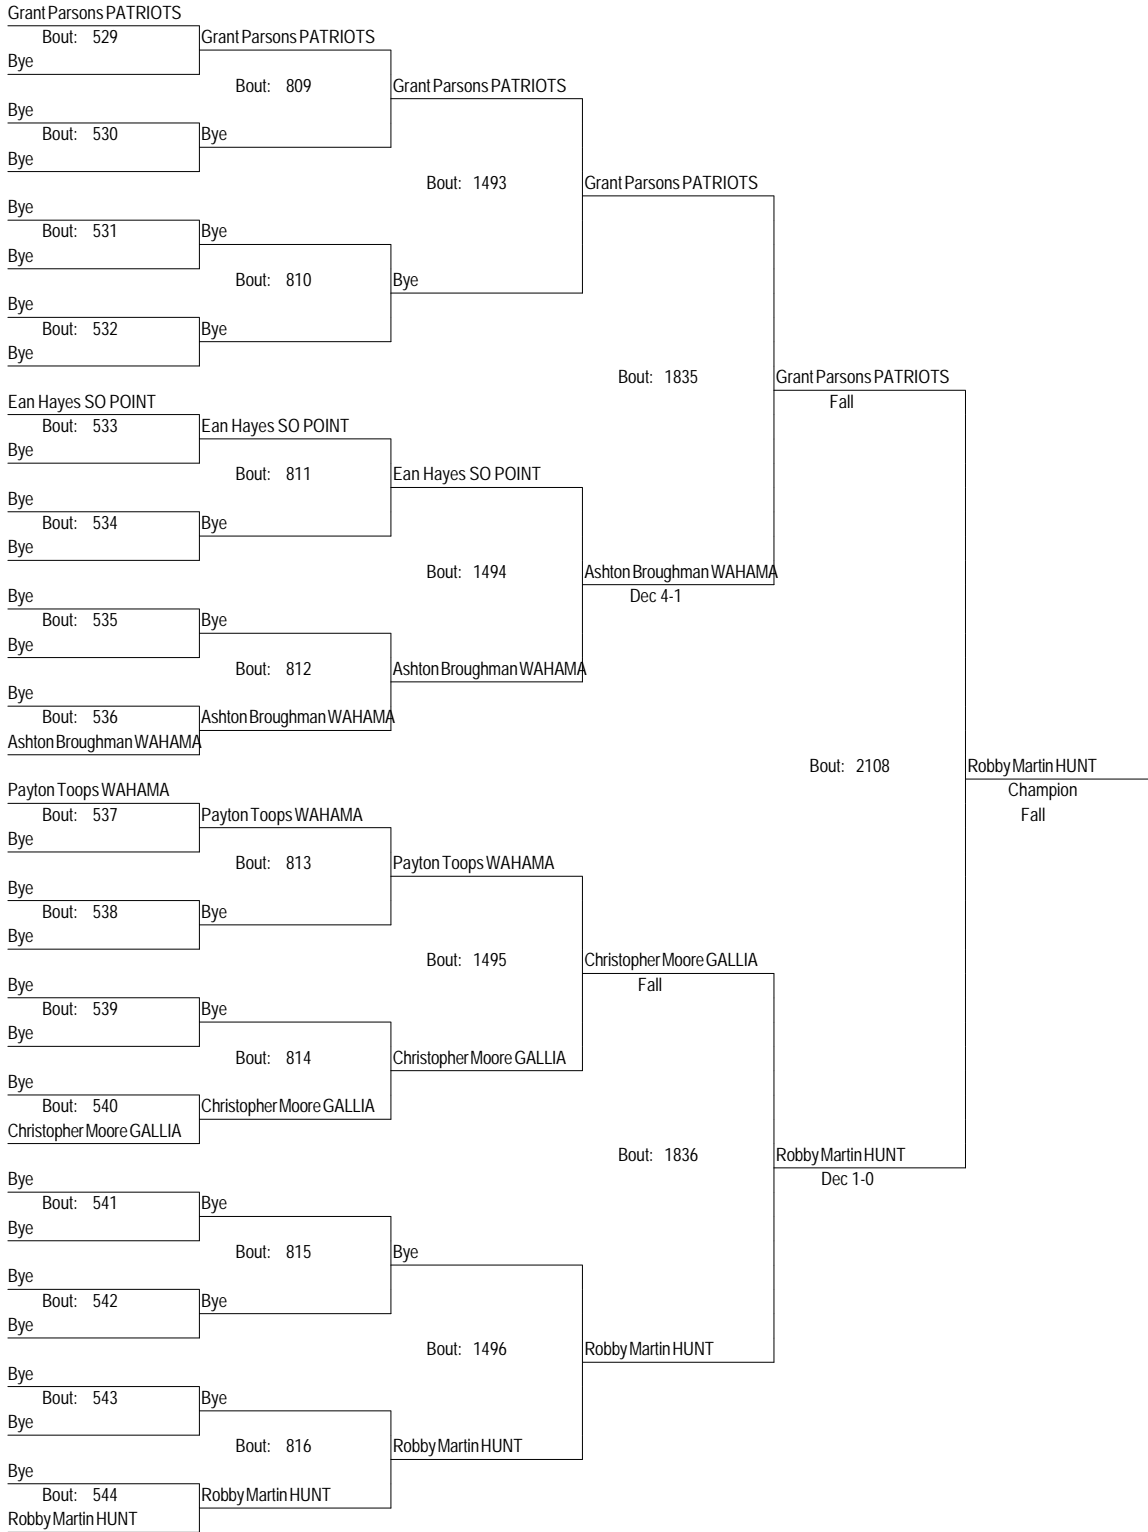 Grant Parsons PATRIOTS
Bout: 529 Grant Parsons PATRIOTS
Bye
Bout: 809 Grant Parsons PATRIOTS
Bye
Bout: 530 Bye
Bye
Bout: 1493 Grant Parsons PATRIOTS
Bye
Bout: 531 Bye
Bye
Bout: 810 Bye
Bye
Bout: 532 Bye
Bye
Bout: 1835 Grant Parsons PATRIOTS
Fall
Ean Hayes SO POINT
Bout: 533 Ean Hayes SO POINT
Bye
Bout: 811 Ean Hayes SO POINT
Bye
Bout: 534 Bye
Bye
Bout: 1494 Ashton Broughman WAHAMA
Dec 4-1
Bye
Bout: 535 Bye
Bye
Bout: 812 Ashton Broughman WAHAMA
Bye
Bout: 536 Ashton Broughman WAHAMA
Ashton Broughman WAHAMA
Bout: 2108 Robby Martin HUNT
Champion
Fall
Payton Toops WAHAMA
Bout: 537 Payton Toops WAHAMA
Bye
Bout: 813 Payton Toops WAHAMA
Bye
Bout: 538 Bye
Bye
Bout: 1495 Christopher Moore GALLIA
Fall
Bye
Bout: 539 Bye
Bye
Bout: 814 Christopher Moore GALLIA
Bye
Bout: 540 Christopher Moore GALLIA
Christopher Moore GALLIA
Bout: 1836 Robby Martin HUNT
Dec 1-0
Bye
Bout: 541 Bye
Bye
Bout: 815 Bye
Bye
Bout: 542 Bye
Bye
Bout: 1496 Robby Martin HUNT
Bye
Bout: 543 Bye
Bye
Bout: 816 Robby Martin HUNT
Bye
Bout: 544 Robby Martin HUNT
Robby Martin HUNT